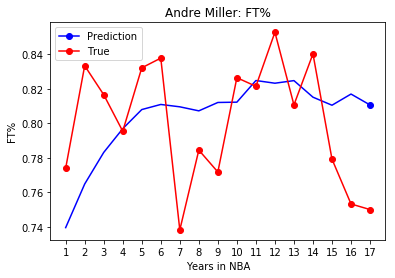 Andre Miller: FT%
Prediction
True
FT%
0.84
0.82
0.80
0.78
0.76
0.74
1 2 3 4 5 6 7 8 9 10 11 12 13 14 15 16 17
Years in NBA